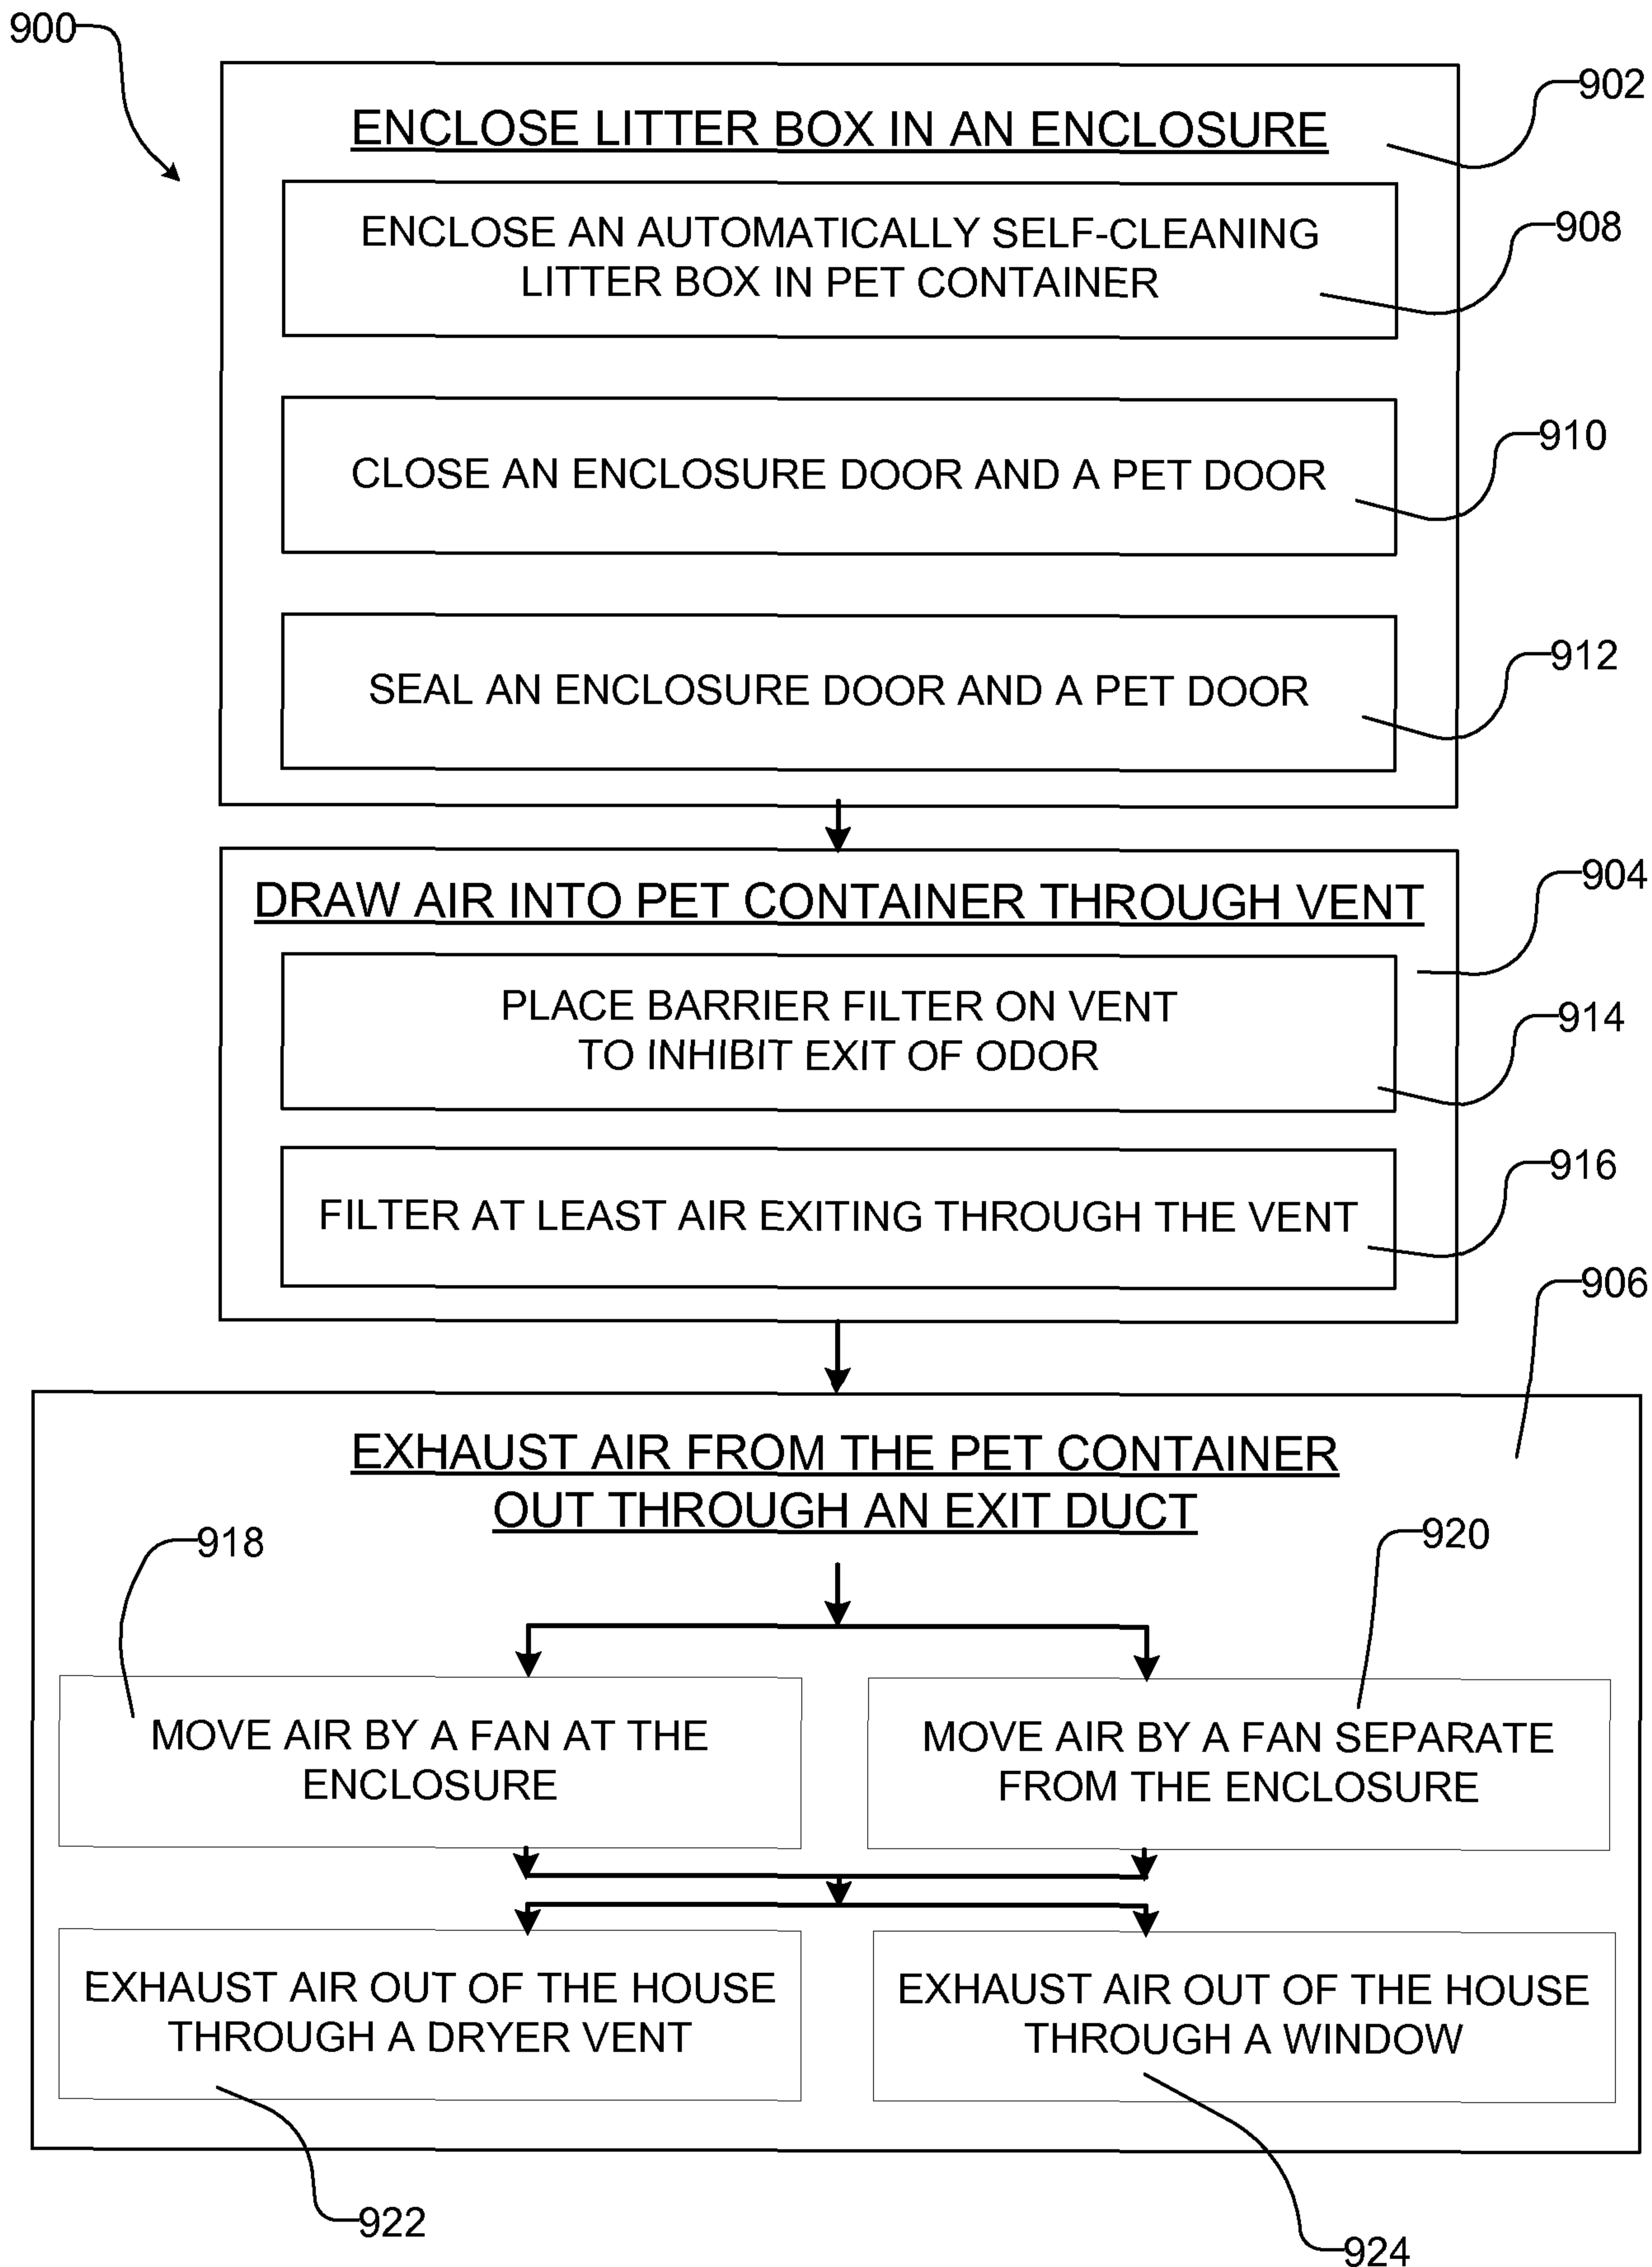 900
902
ENCLOSE LITTER BOX IN AN ENCLOSURE
ENCLOSE AN AUTOMATICALLY SELF-CLEANING
LITTER BOX IN PET CONTAINER
908
CLOSE AN ENCLOSURE DOOR AND A PET DOOR
910
SEAL AN ENCLOSURE DOOR AND A PET DOOR
912
DRAW AIR INTO PET CONTAINER THROUGH VENT
904
PLACE BARRIER FILTER ON VENT
TO INHIBIT EXIT OF ODOR
914
FILTER AT LEAST AIR EXITING THROUGH THE VENT
916
906
EXHAUST AIR FROM THE PET CONTAINER
OUT THROUGH AN EXIT DUCT
918
920
MOVE AIR BY A FAN AT THE
ENCLOSURE
MOVE AIR BY A FAN SEPARATE
FROM THE ENCLOSURE
EXHAUST AIR OUT OF THE HOUSE
THROUGH A DRYER VENT
EXHAUST AIR OUT OF THE HOUSE
THROUGH A WINDOW
922
924